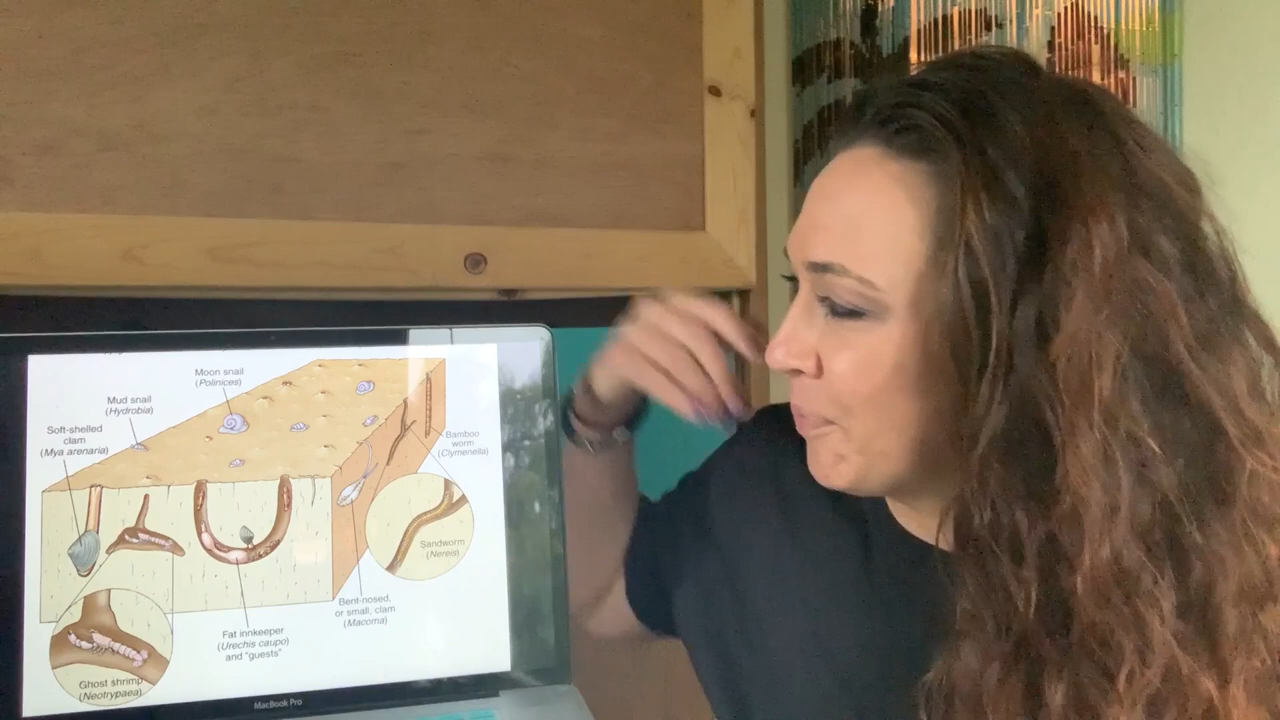 Moon snail
(Polinices)
Mud snail
(Hydrobia)
Soft-shelled
clam
(Mya arenaria)
Bamboo
worm
(Clymenella)
Sandworm
(Nereis)
Bent-nosed,
or small, clam
(Macoma)
Fat innkeeper
(Urechis caupo)
and "guests"
Ghost shrimp
(Neotrypaea)
MacBook Pro